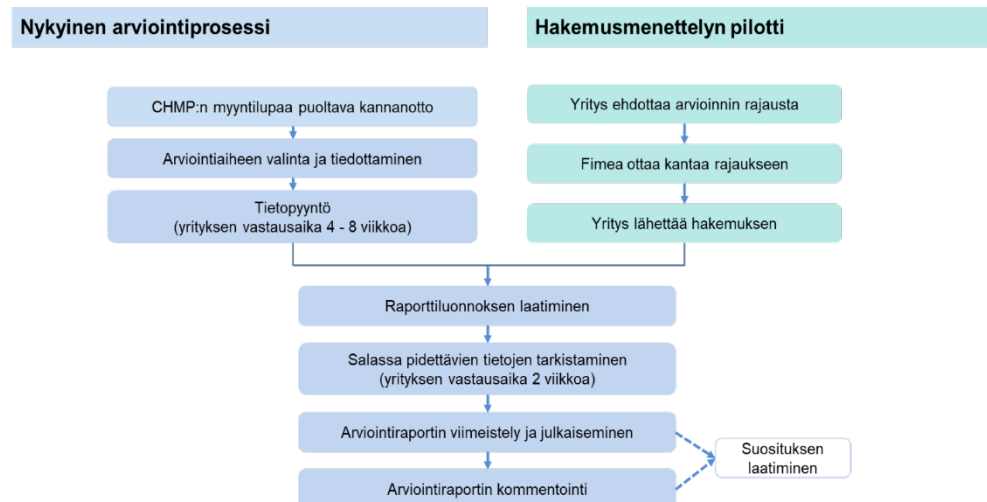 Nykyinen arviointiprosessi
Hakemusmenettelyn pilotti
CHMP:n myyntilupaa puoltava kannanotto
Arviointiaiheen valinta ja tiedottaminen
Tietopyyntö
(yrityksen vastausaika 4 - 8 viikkoa)
Yritys ehdottaa arvioinnin rajausta
Fimea ottaa kantaa rajaukseen
Yritys lähettää hakemuksen
Raporttiluonnoksen laatiminen
Salassa pidettävien tietojen tarkistaminen
(yrityksen vastausaika 2 viikkoa)
Arviointiraportin viimeistely ja julkaiseminen
Arviointiraportin kommentointi
Suosituksen
laatiminen